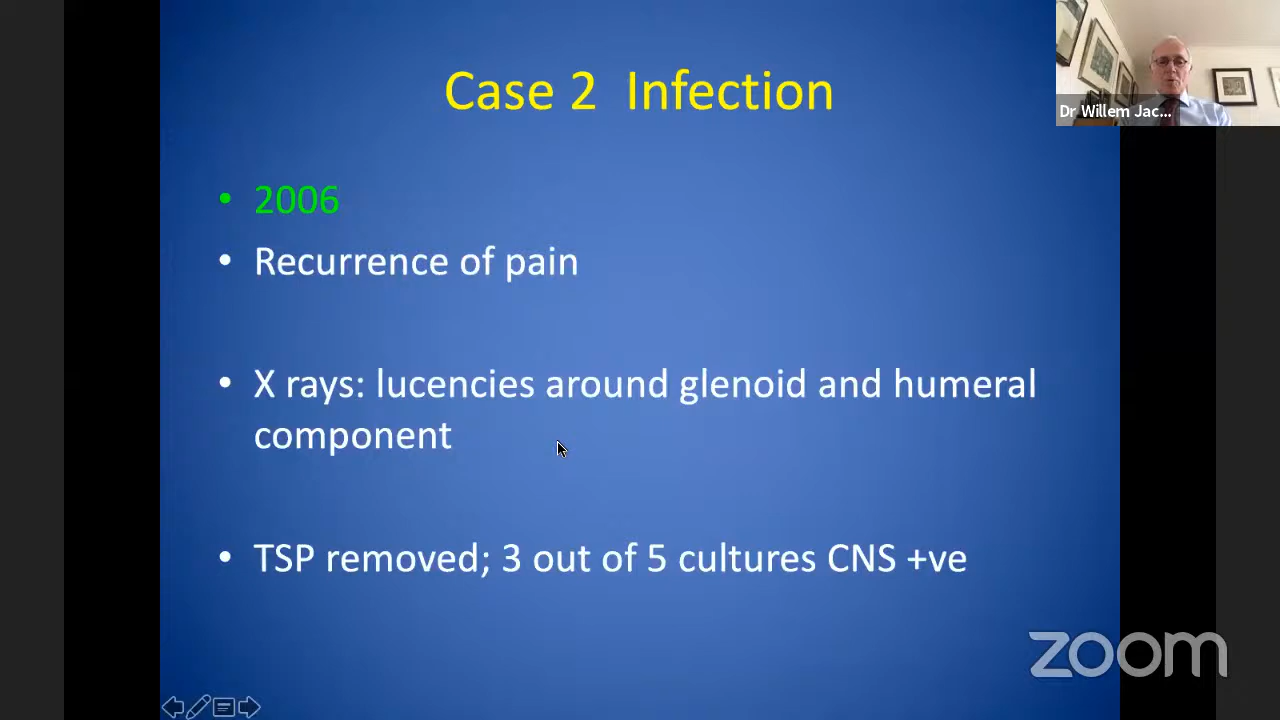 Case 2 Infection
Dr Willem Jac...
• 2006
• Recurrence of pain
• X rays: lucencies around glenoid and humeral
component
• TSP removed; 3 out of 5 cultures CNS +ve
zoom